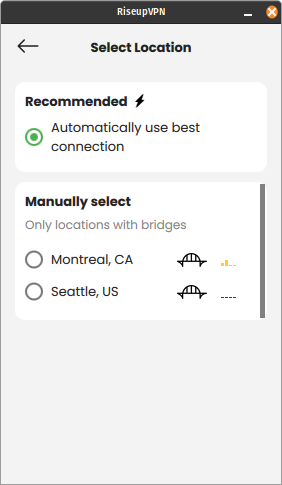 RiseupVPN
Select Location
Recommended
Automatically use best
connection
Manually select
Only locations with bridges
Montreal, CA
Seattle, US